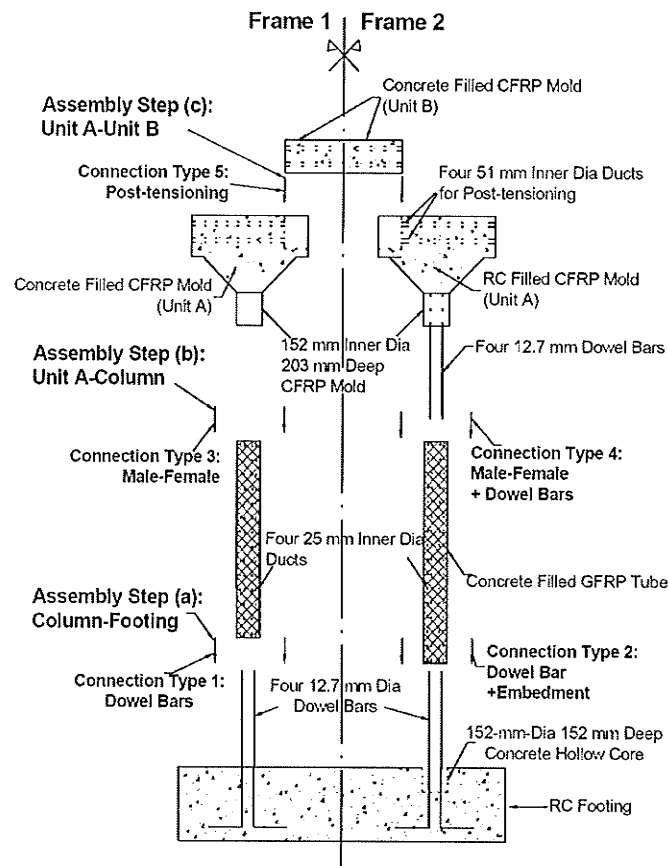 Frame 1
Frame 2
Concrete Filled CFRP Mold
(Unit B)
Assembly Step (c):
Unit A-Unit B
Connection Type 5:
Post-tensioning
Four 51 mm Inner Dia Ducts
for Post-tensioning
Concrete Filled CFRP Mold
(Unit A)
RC Filled CFRP Mold
(Unit A)
152 mm Inner Dia
203 mm Deep
CFRP Mold
Four 12.7 mm Dowel Bars
Assembly Step (b):
Unit A-Column
Connection Type 3:
Male-Female
Connection Type 4:
Male-Female
+ Dowel Bars
Four 25 mm Inner Dia
Ducts
Concrete Filled GFRP Tube
Assembly Step (a):
Column-Footing
Connection Type 1:
Dowel Bars
Four 12.7 mm Dia
Dowel Bars
Connection Type 2:
Dowel Bar
+Embedment
152-mm-Dia 152 mm Deep
Concrete Hollow Core
RC Footing